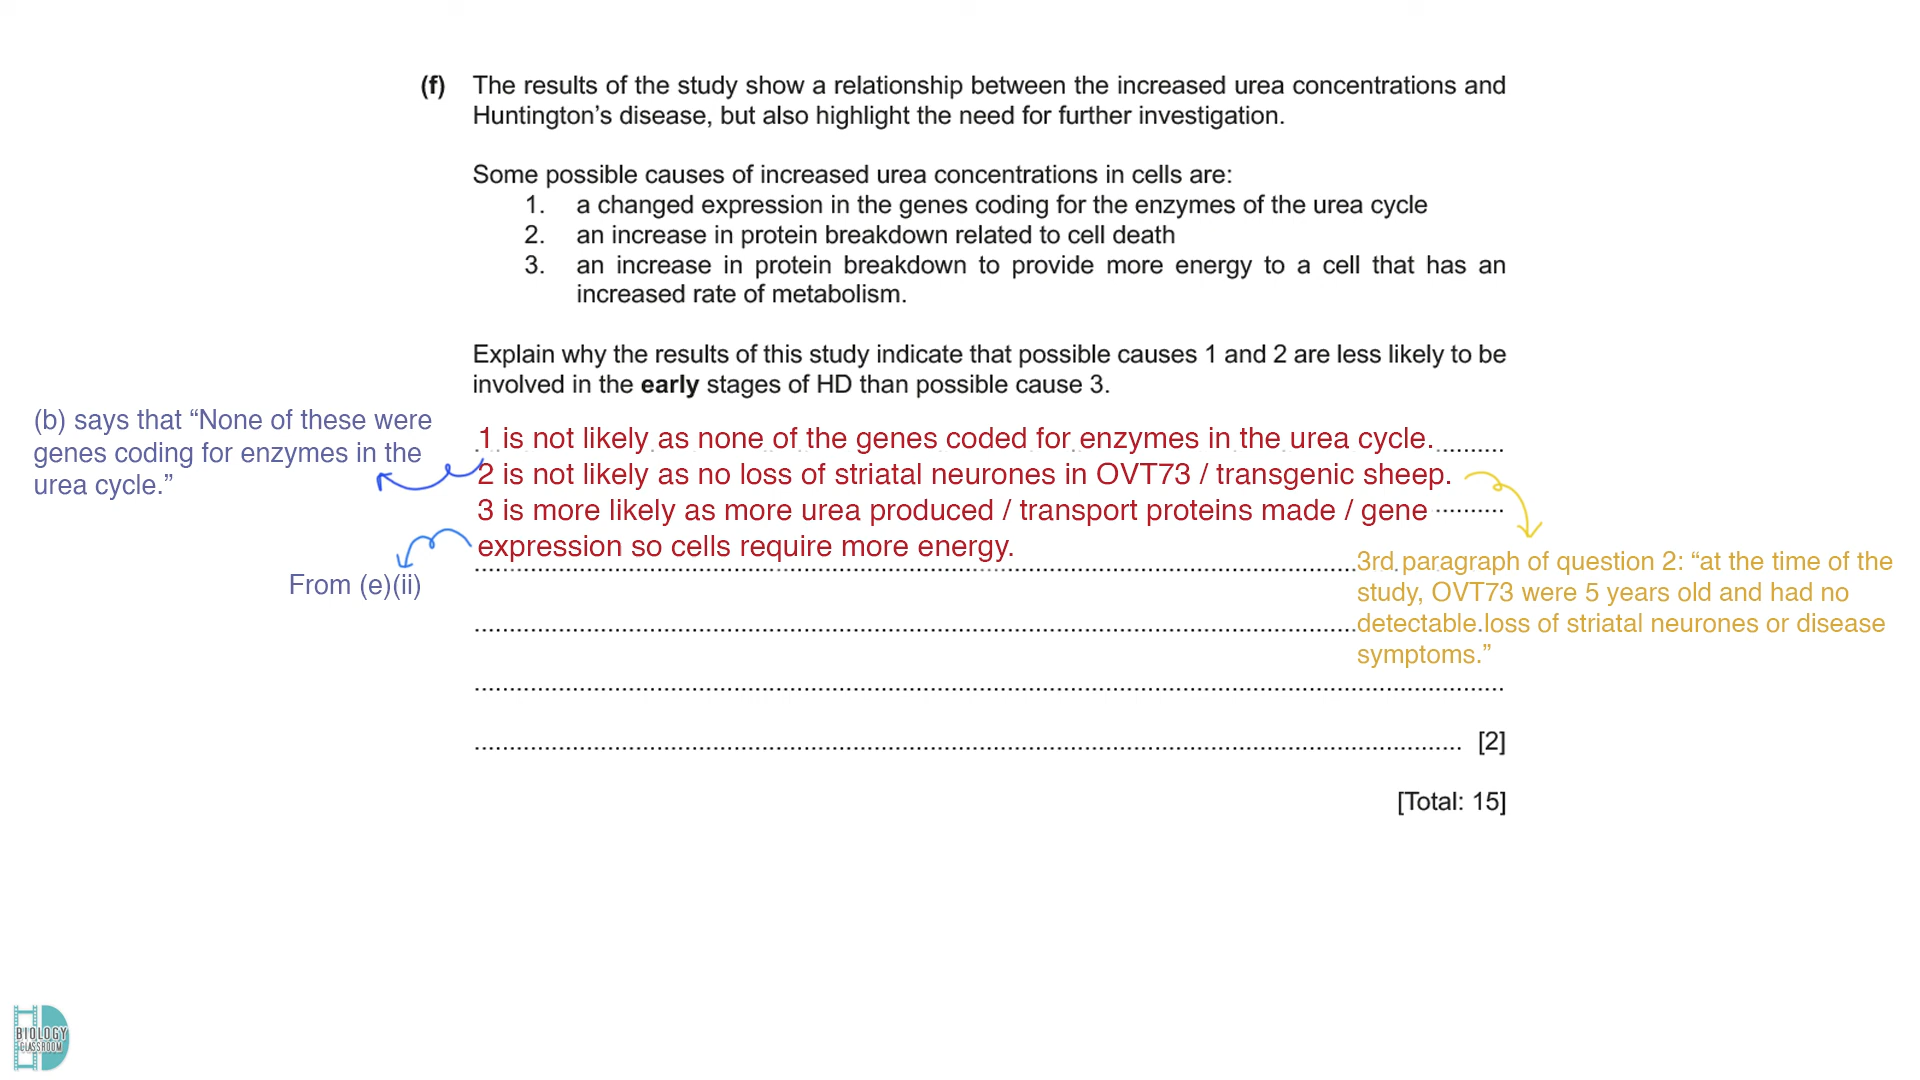 (f) The results of the study show a relationship between the increased urea concentrations and
Huntington’s disease, but also highlight the need for further investigation.
Some possible causes of increased urea concentrations in cells are:
1. a changed expression in the genes coding for the enzymes of the urea cycle
2. an increase in protein breakdown related to cell death
3. an increase in protein breakdown to provide more energy to a cell that has an
increased rate of metabolism.
Explain why the results of this study indicate that possible causes 1 and 2 are less likely to be
involved in the early stages of HD than possible cause 3.
(b) says that “None of these were
genes coding for enzymes in the
urea cycle.”
1 is not likely as none of the genes coded for enzymes in the urea cycle.
2 is not likely as no loss of striatal neurones in OVT73 / transgenic sheep.
3 is more likely as more urea produced / transport proteins made / gene
expression so cells require more energy.
From (e)(ii)
3rd paragraph of question 2: “at the time of the
study, OVT73 were 5 years old and had no
detectable loss of striatal neurones or disease
symptoms.”
[2]
[Total: 15]
BIOLOGY
CLASSROOM